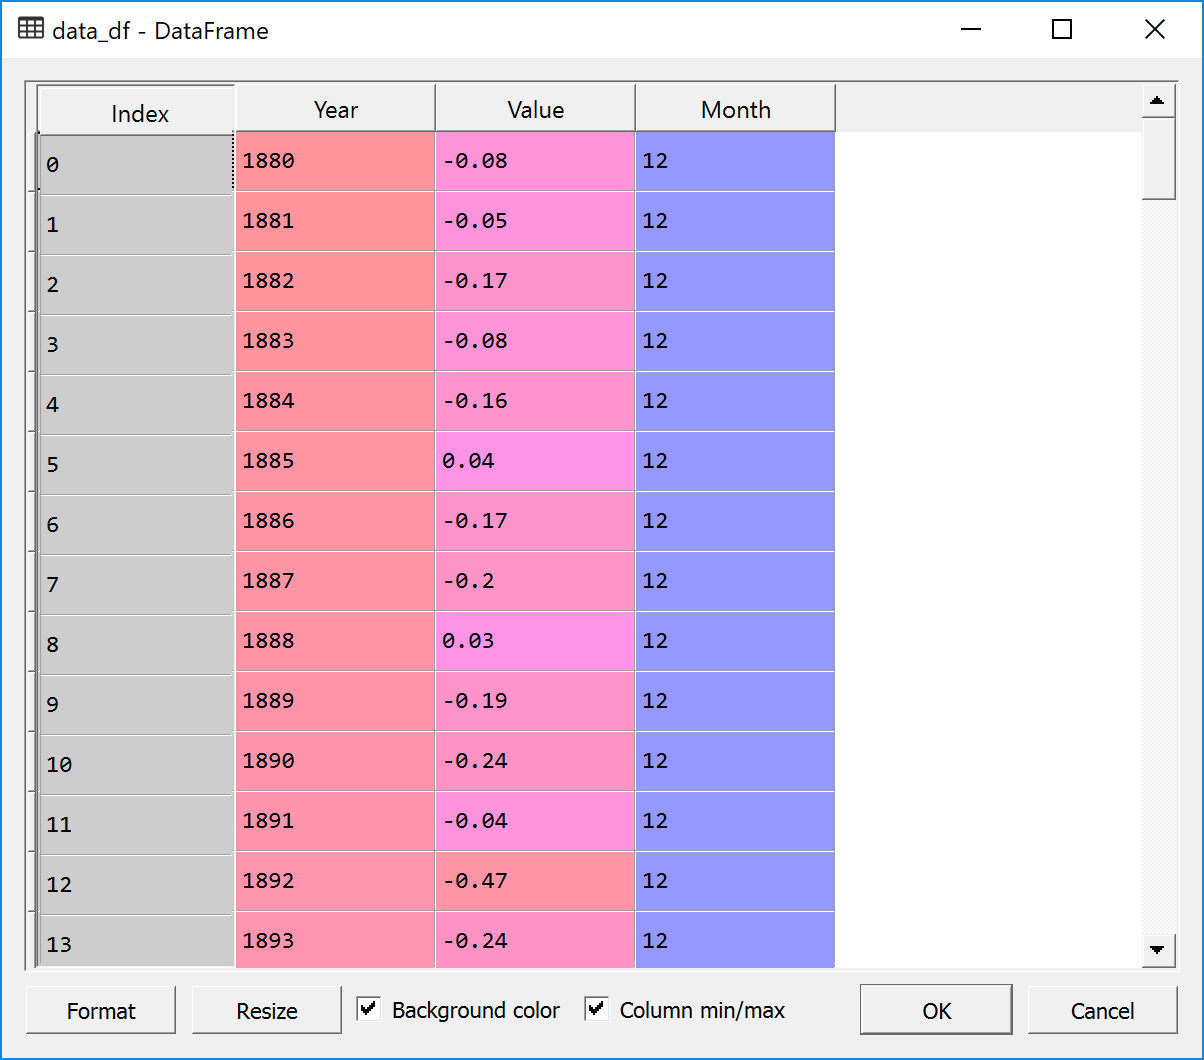 data_df - DataFrame
Index Year Value Month
0 1880 -0.08 12
1 1881 -0.05 12
2 1882 -0.17 12
3 1883 -0.08 12
4 1884 -0.16 12
5 1885 0.04 12
6 1886 -0.17 12
7 1887 -0.2 12
8 1888 0.03 12
9 1889 -0.19 12
10 1890 -0.24 12
11 1891 -0.04 12
12 1892 -0.47 12
13 1893 -0.24 12
Format Resize Background color Column min/max OK Cancel